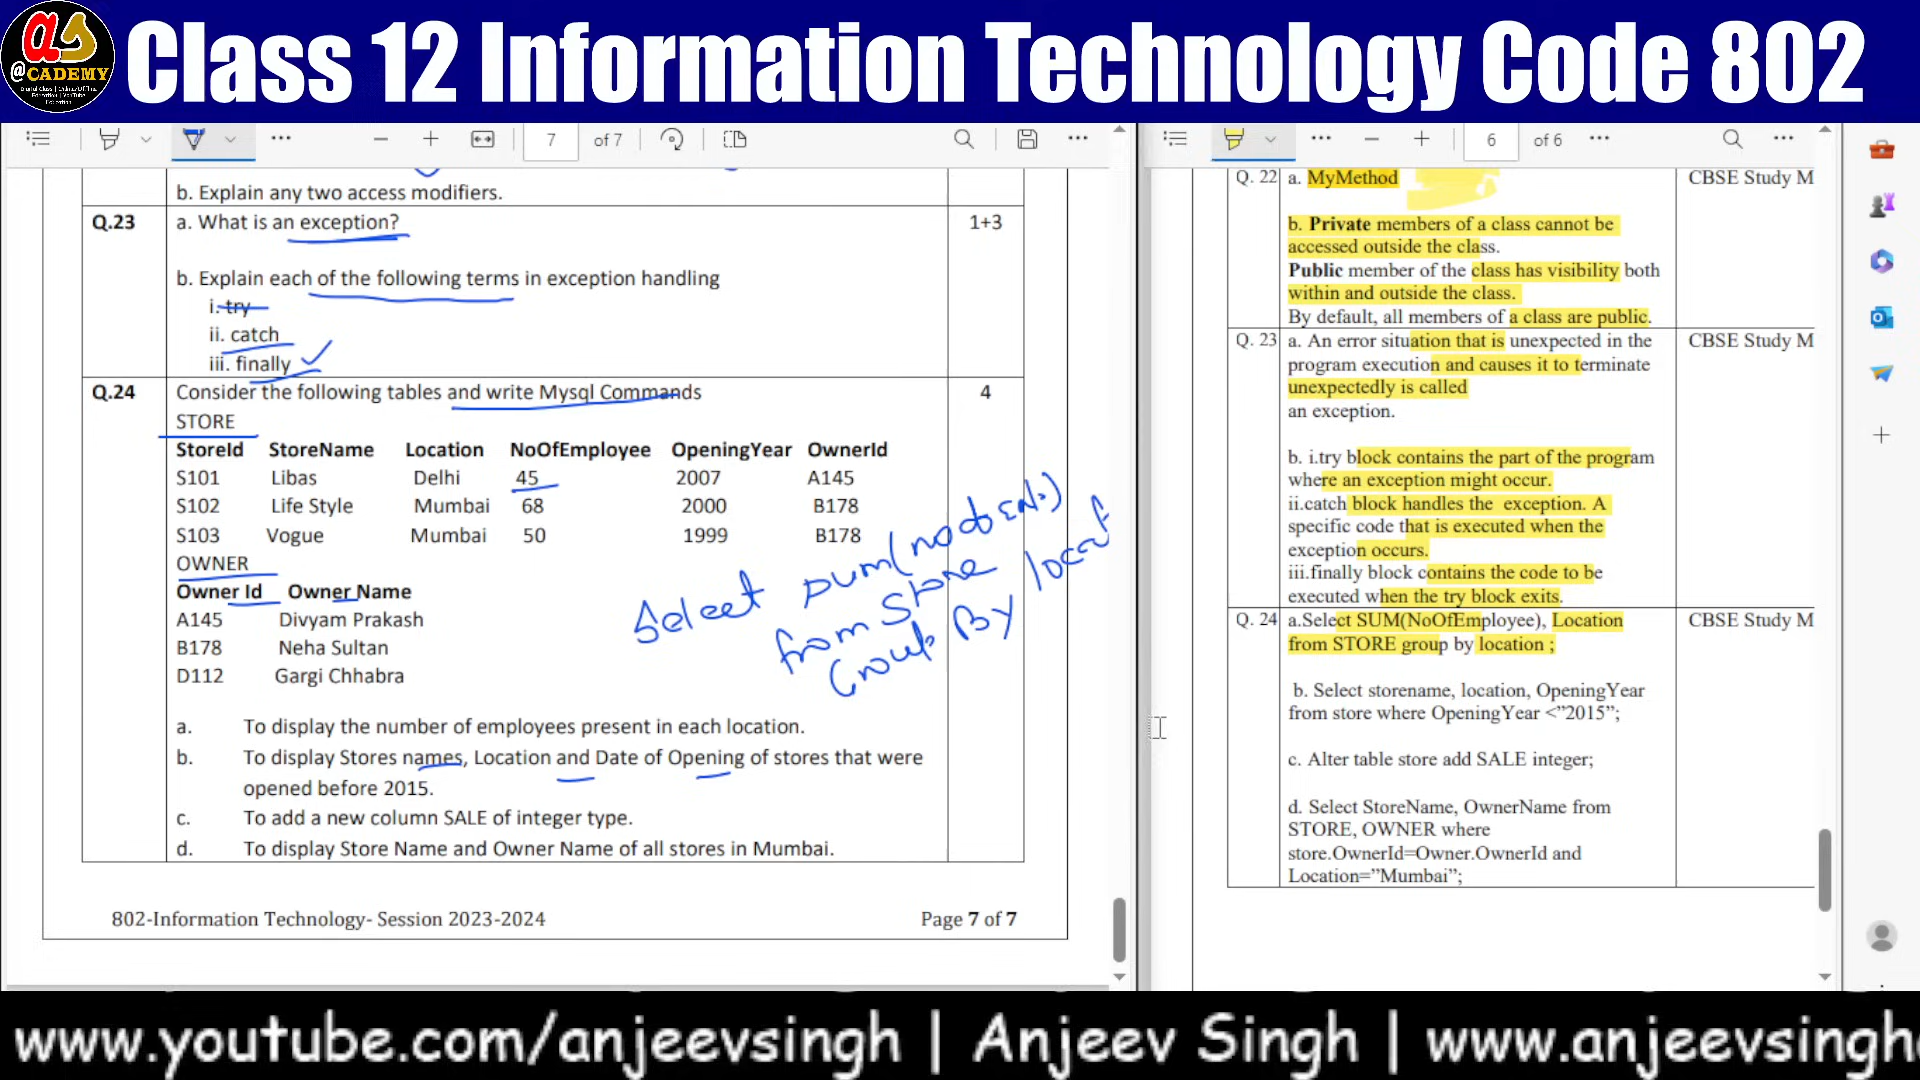 as
@CADEMY
Class 12 Information Technology Code 802
7 of 7
6 of 6
b. Explain any two access modifiers.
Q.23 a. What is an exception? 1+3
b. Explain each of the following terms in exception handling
i. try
ii. catch
iii. finally
Q.24 Consider the following tables and write Mysql Commands 4
STORE
StoreId StoreName Location NoOfEmployee OpeningYear OwnerId
S101 Libas Delhi 45 2007 A145
S102 Life Style Mumbai 68 2000 B178
S103 Vogue Mumbai 50 1999 B178
OWNER
Owner Id Owner Name
A145 Divyam Prakash
B178 Neha Sultan
D112 Gargi Chhabra
Select sum(
from Store
Group By locat
a. To display the number of employees present in each location.
b. To display Stores names, Location and Date of Opening of stores that were
opened before 2015.
c. To add a new column SALE of integer type.
d. To display Store Name and Owner Name of all stores in Mumbai.
802-Information Technology- Session 2023-2024 Page 7 of 7
Q. 22 a. MyMethod CBSE Study M
b. Private members of a class cannot be
accessed outside the class.
Public member of the class has visibility both
within and outside the class.
By default, all members of a class are public.
Q. 23 a. An error situation that is unexpected in the CBSE Study M
program execution and causes it to terminate
unexpectedly is called
an exception.
b. i.try block contains the part of the program
where an exception might occur.
ii.catch block handles the exception. A
specific code that is executed when the
exception occurs.
iii.finally block contains the code to be
executed when the try block exits.
Q. 24 a.Select SUM(NoOfEmployee), Location CBSE Study M
from STORE group by location ;
b. Select storename, location, OpeningYear
from store where OpeningYear <”2015”;
c. Alter table store add SALE integer;
d. Select StoreName, OwnerName from
STORE, OWNER where
store.OwnerId=Owner.OwnerId and
Location=”Mumbai”;
www.youtube.com/anjeevsingh | Anjeev Singh | www.anjeevsingh